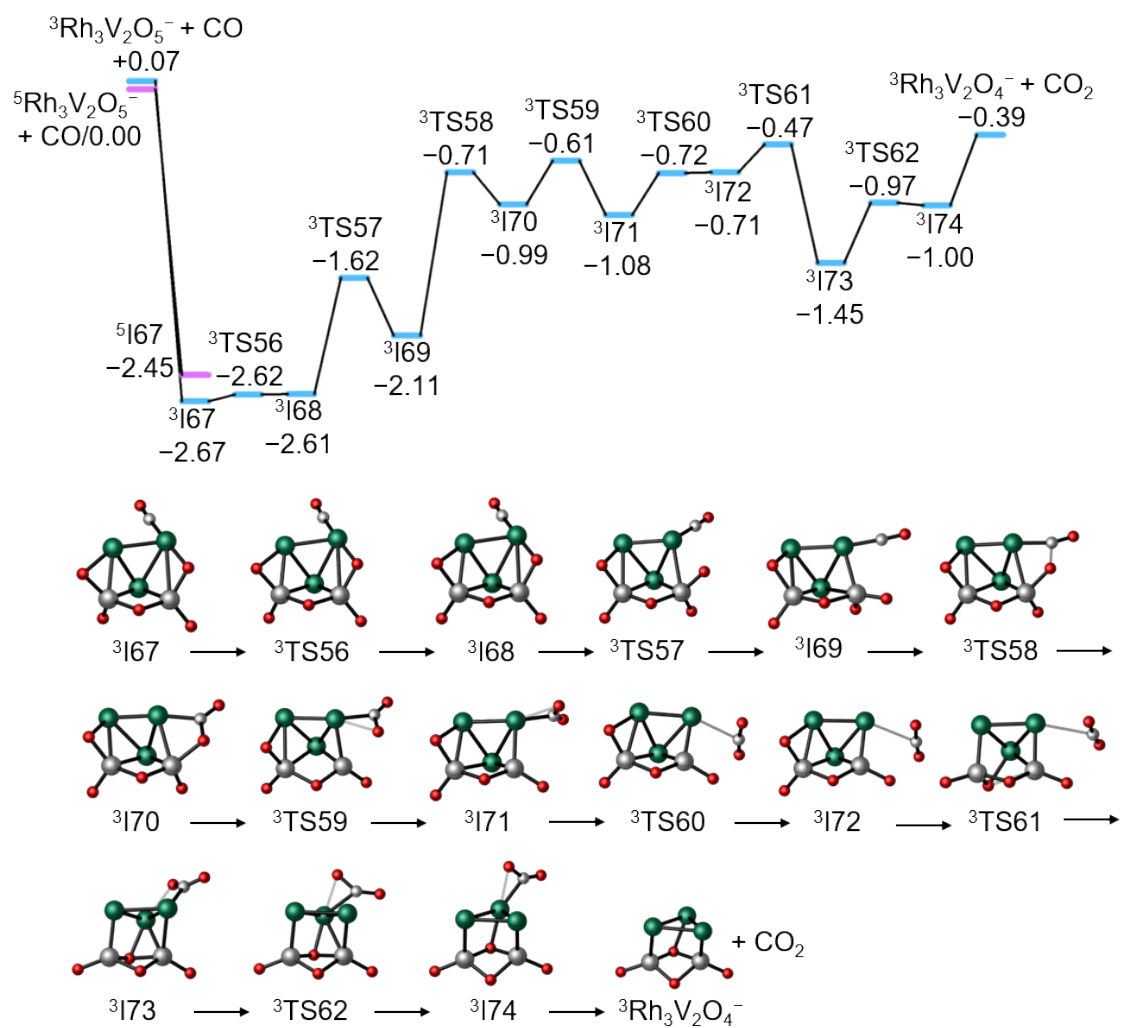 ³Rh₃V₂O₅⁻ + CO
+0.07
⁵Rh₃V₂O₅⁻
+ CO/0.00
⁵I67
−2.45
³I67
−2.67
³TS56
−2.62
³I68
−2.61
³TS57
−1.62
³I69
−2.11
³TS58
−0.71
³I70
−0.99
³TS59
−0.61
³I71
−1.08
³TS60
−0.72
³I72
−0.71
³TS61
−0.47
³I73
−1.45
³TS62
−0.97
³I74
−1.00
³Rh₃V₂O₄⁻ + CO₂
−0.39
³I67 → ³TS56 → ³I68 → ³TS57 → ³I69 → ³TS58 →
³I70 → ³TS59 → ³I71 → ³TS60 → ³I72 → ³TS61 →
+ CO₂
³I73 → ³TS62 → ³I74 → ³Rh₃V₂O₄⁻